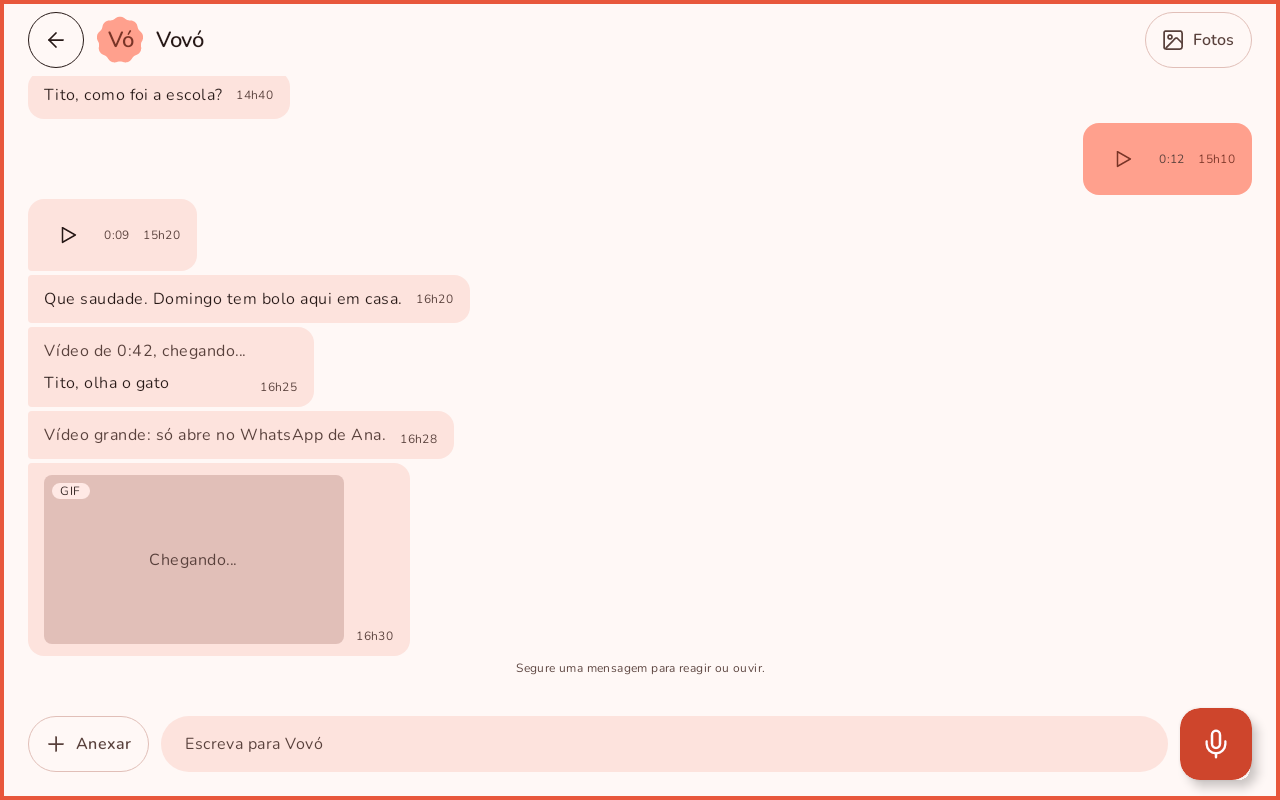 Vó Vovó Fotos
Tito, como foi a escola? 14h40
0:12 15h10
0:09 15h20
Que saudade. Domingo tem bolo aqui em casa. 16h20
Vídeo de 0:42, chegando...
Tito, olha o gato 16h25
Vídeo grande: só abre no WhatsApp de Ana. 16h28
GIF
Chegando...
16h30
Segure uma mensagem para reagir ou ouvir.
Anexar Escreva para Vovó